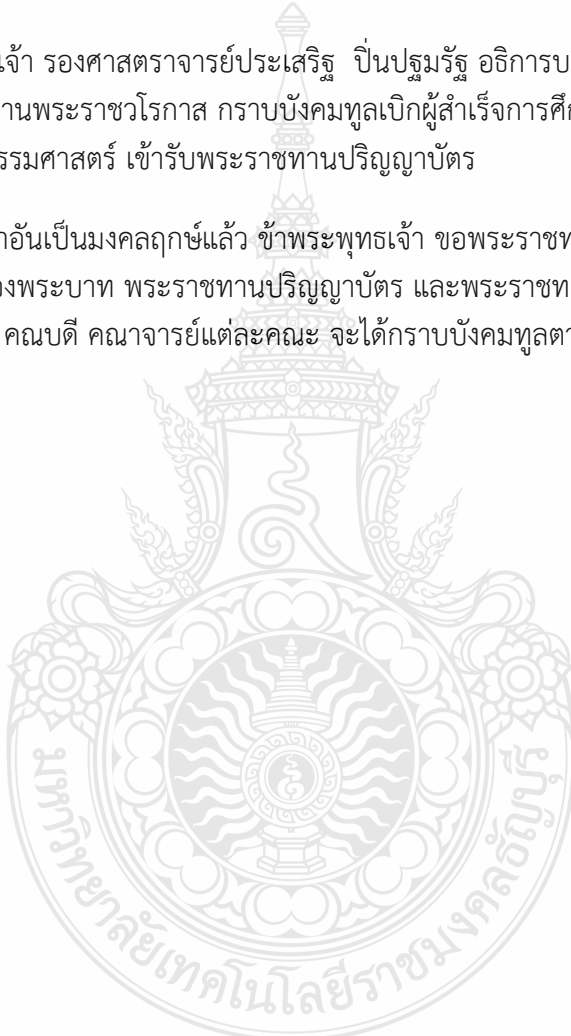 เจ้า รองศาสตราจารย์ประเสริฐ ปิ่นปฐมรัฐ อธิการบ
านพระราชวโรกาส กราบบังคมทูลเบิกผู้สำเร็จการศึก
รรมศาสตร์ เข้ารับพระราชทานปริญญาบัตร
าอันเป็นมงคลฤกษ์แล้ว ข้าพระพุทธเจ้า ขอพระราชท
องพระบาท พระราชทานปริญญาบัตร และพระราชท
คณบดี คณาจารย์แต่ละคณะ จะได้กราบบังคมทูลตา
มหาวิทยาลัยเทคโนโลยีราชมงคลธัญบุรี